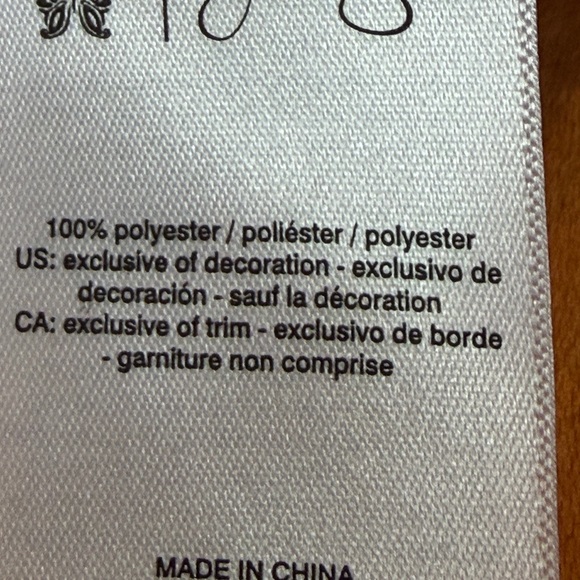 100% polyester / poliéster / polyester
US: exclusive of decoration - exclusivo de
decoración - sauf la décoration
CA: exclusive of trim - exclusivo de borde
- garniture non comprise
MADE IN CHINA